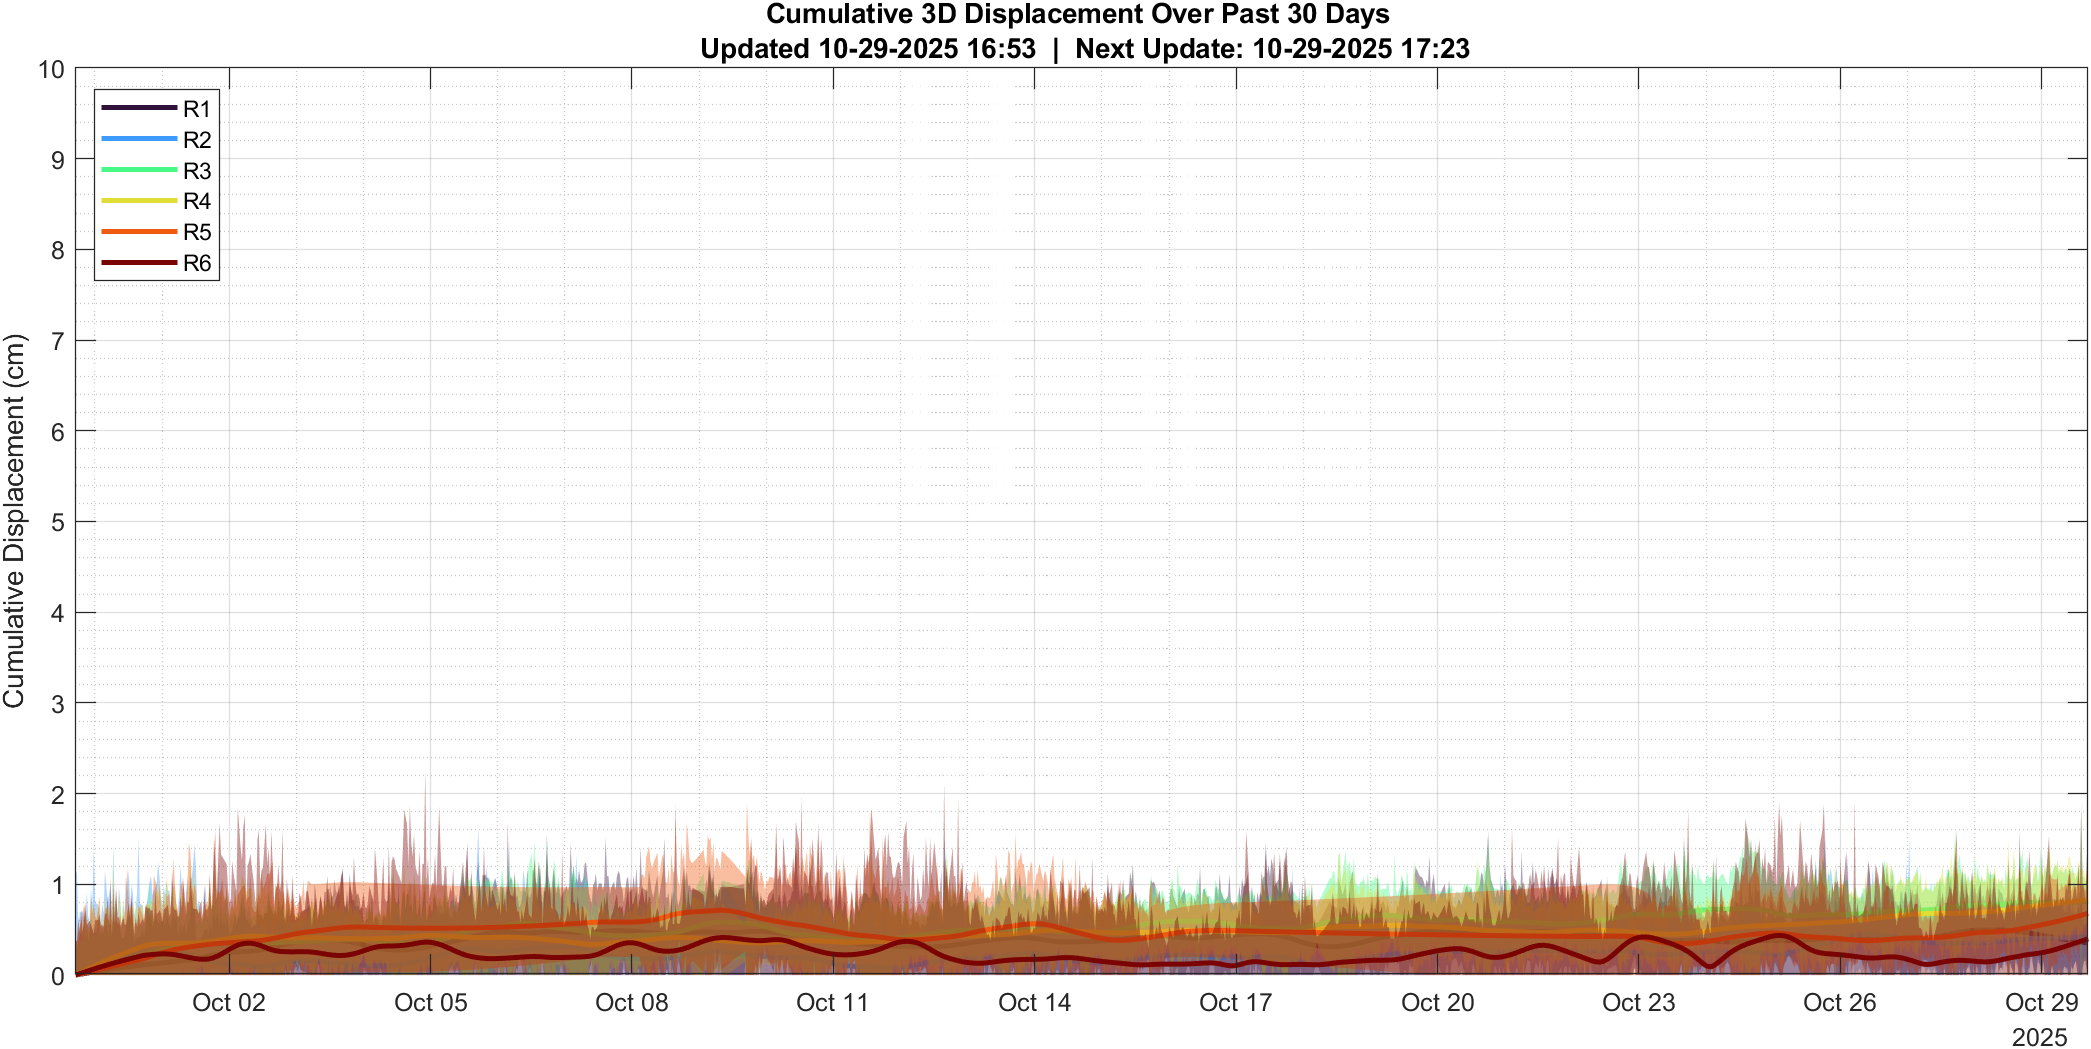 Cumulative 3D Displacement Over Past 30 Days
Updated 10-29-2025 16:53 | Next Update: 10-29-2025 17:23
10
9
8
7
6
5
4
3
2
1
0
Cumulative Displacement (cm)
R1
R2
R3
R4
R5
R6
Oct 02 Oct 05 Oct 08 Oct 11 Oct 14 Oct 17 Oct 20 Oct 23 Oct 26 Oct 29
2025